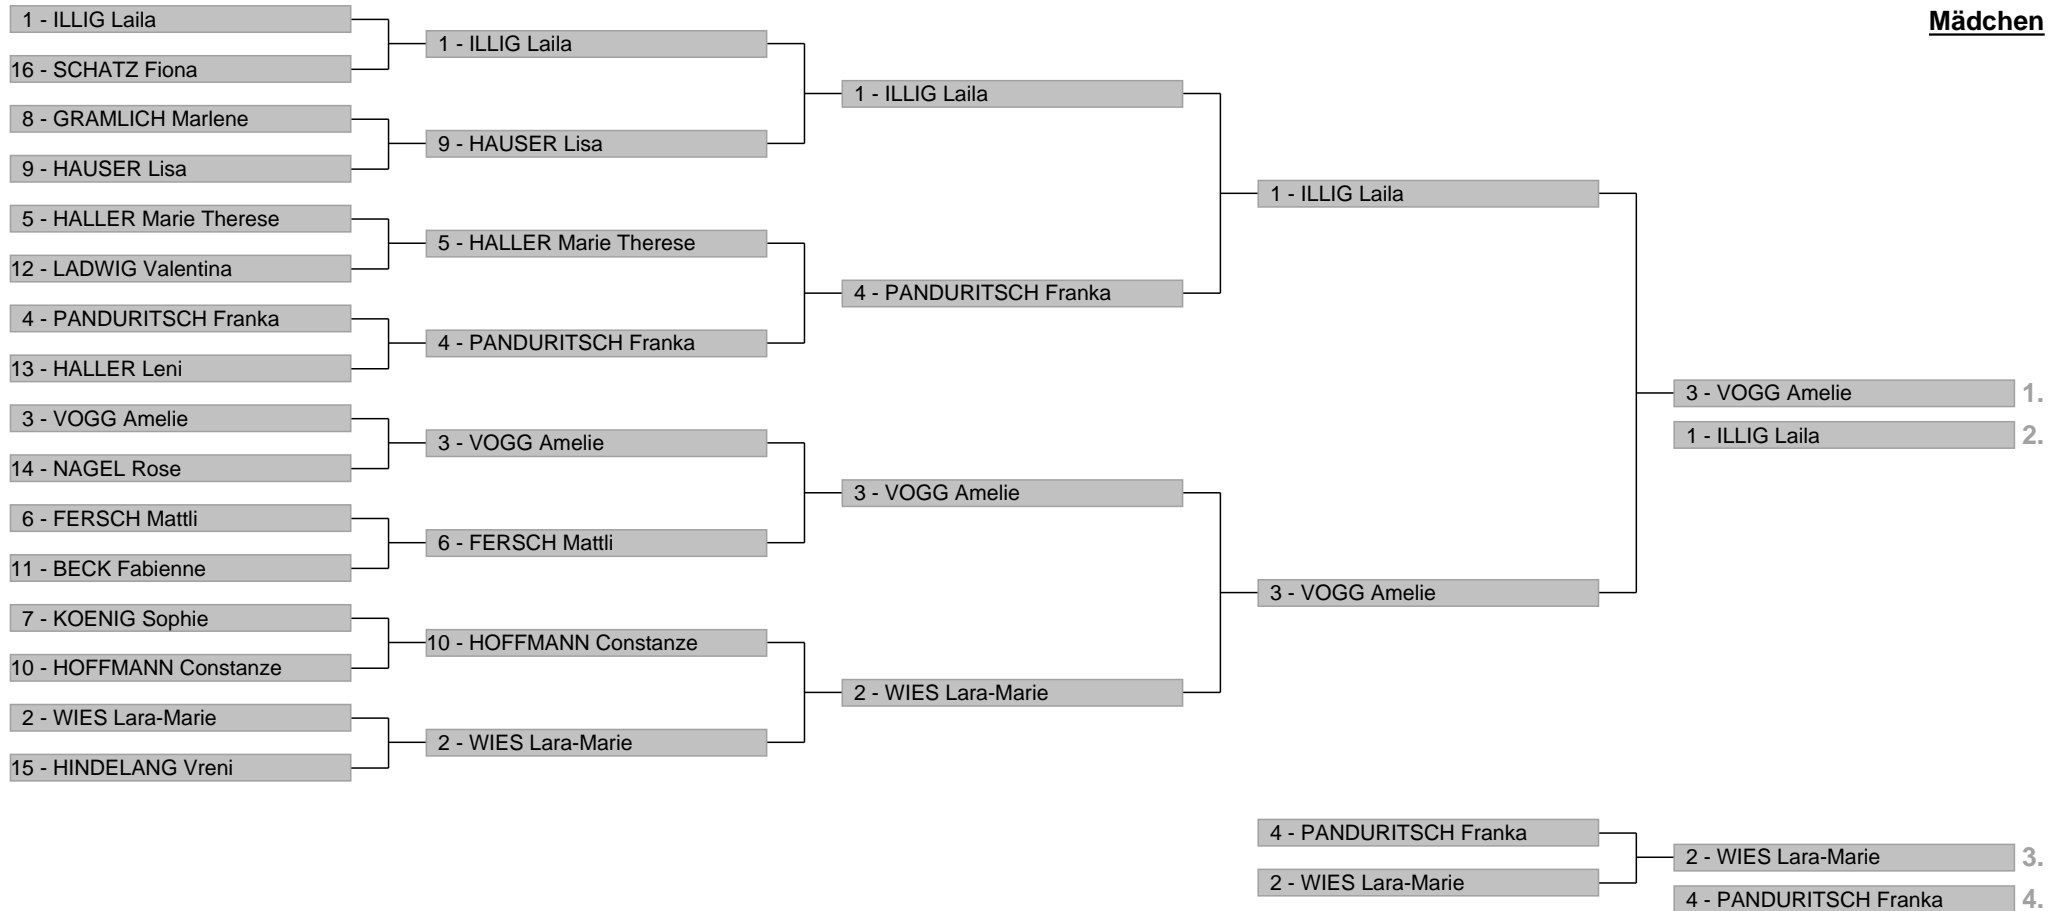 Mädchen
1 - ILLIG Laila
16 - SCHATZ Fiona
8 - GRAMLICH Marlene
9 - HAUSER Lisa
5 - HALLER Marie Therese
12 - LADWIG Valentina
4 - PANDURITSCH Franka
13 - HALLER Leni
3 - VOGG Amelie
14 - NAGEL Rose
6 - FERSCH Mattli
11 - BECK Fabienne
7 - KOENIG Sophie
10 - HOFFMANN Constanze
2 - WIES Lara-Marie
15 - HINDELANG Vreni
1 - ILLIG Laila
9 - HAUSER Lisa
5 - HALLER Marie Therese
4 - PANDURITSCH Franka
3 - VOGG Amelie
6 - FERSCH Mattli
10 - HOFFMANN Constanze
2 - WIES Lara-Marie
1 - ILLIG Laila
4 - PANDURITSCH Franka
3 - VOGG Amelie
2 - WIES Lara-Marie
1 - ILLIG Laila
3 - VOGG Amelie
3 - VOGG Amelie 1.
1 - ILLIG Laila 2.
4 - PANDURITSCH Franka
2 - WIES Lara-Marie
2 - WIES Lara-Marie 3.
4 - PANDURITSCH Franka 4.